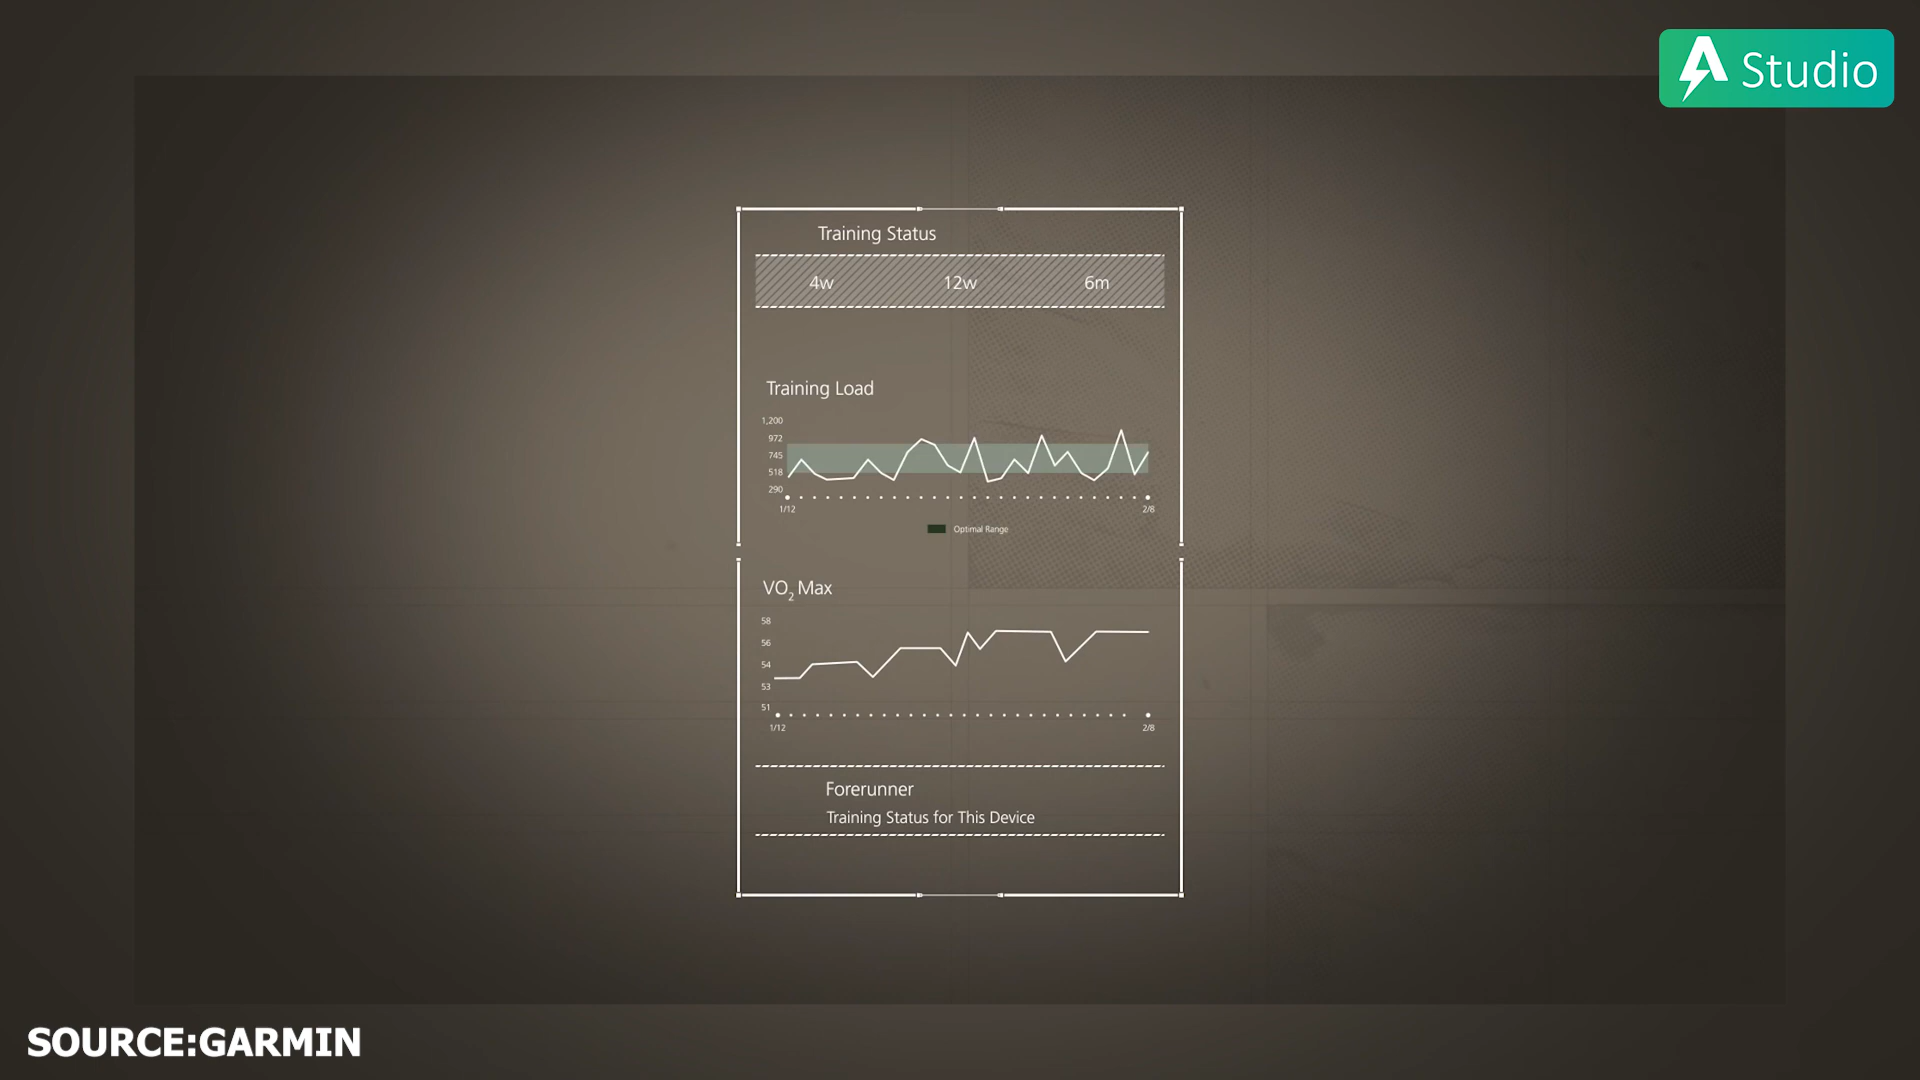 Studio
Training Status
4w 12w 6m
Training Load
1,200
972
745
518
290
1/12 2/8
Optimal Range
VO2 Max
58
56
54
53
51
1/12 2/8
Forerunner
Training Status for This Device
SOURCE:GARMIN